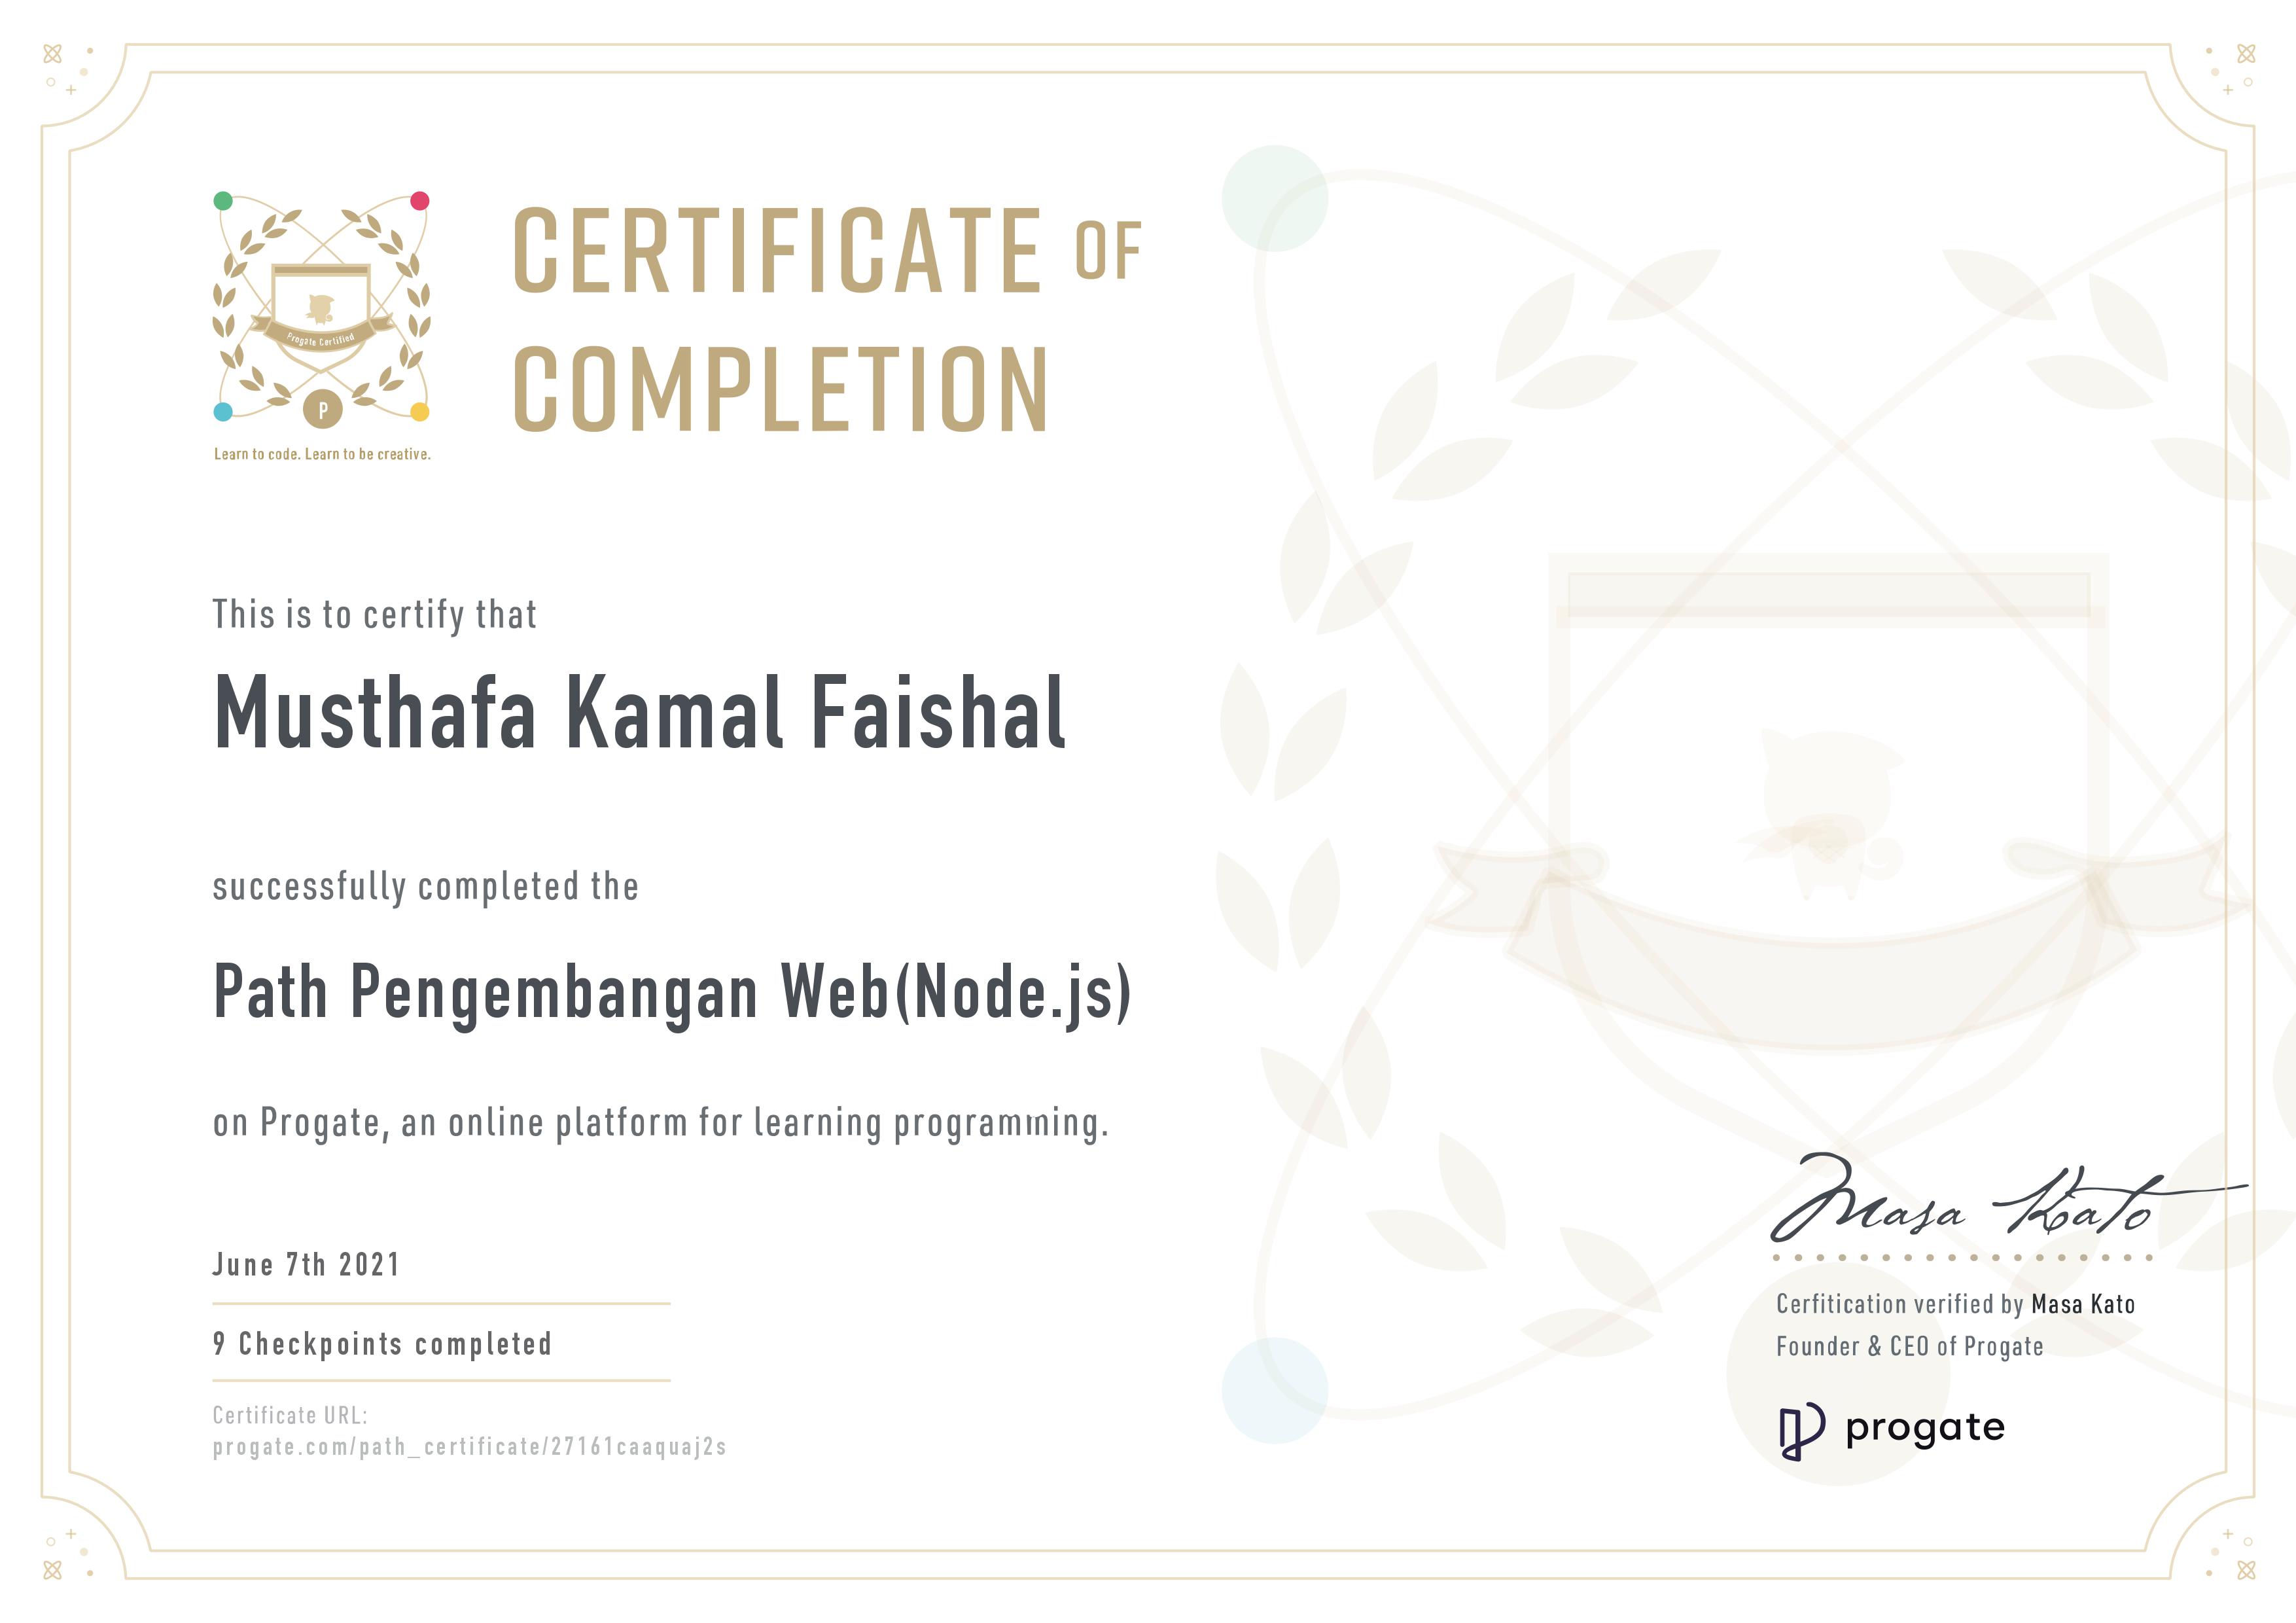 CERTIFICATE OF
COMPLETION
Progate Certified
P
Learn to code. Learn to be creative.
This is to certify that
Musthafa Kamal Faishal
successfully completed the
Path Pengembangan Web(Node.js)
on Progate, an online platform for learning programming.
June 7th 2021
9 Checkpoints completed
Certificate URL:
progate.com/path_certificate/27161caaquaj2s
Masa Kato
Cerfitication verified by Masa Kato
Founder & CEO of Progate
progate